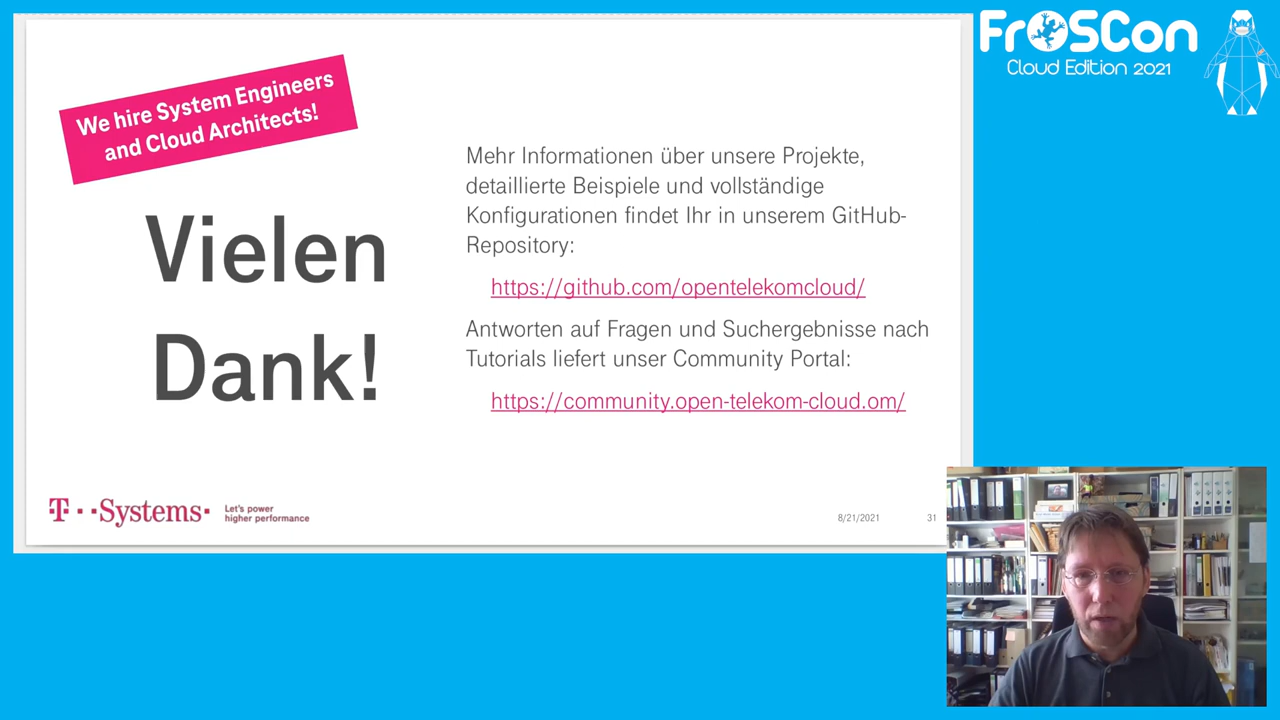 FrOSCon
Cloud Edition 2021
We hire System Engineers
and Cloud Architects!
Vielen
Dank!
Mehr Informationen über unsere Projekte,
detaillierte Beispiele und vollständige
Konfigurationen findet Ihr in unserem GitHub-
Repository:
https://github.com/opentelekomcloud/
Antworten auf Fragen und Suchergebnisse nach
Tutorials liefert unser Community Portal:
https://community.open-telekom-cloud.om/
T··Systems·
Let's power
higher performance
8/21/2021
31